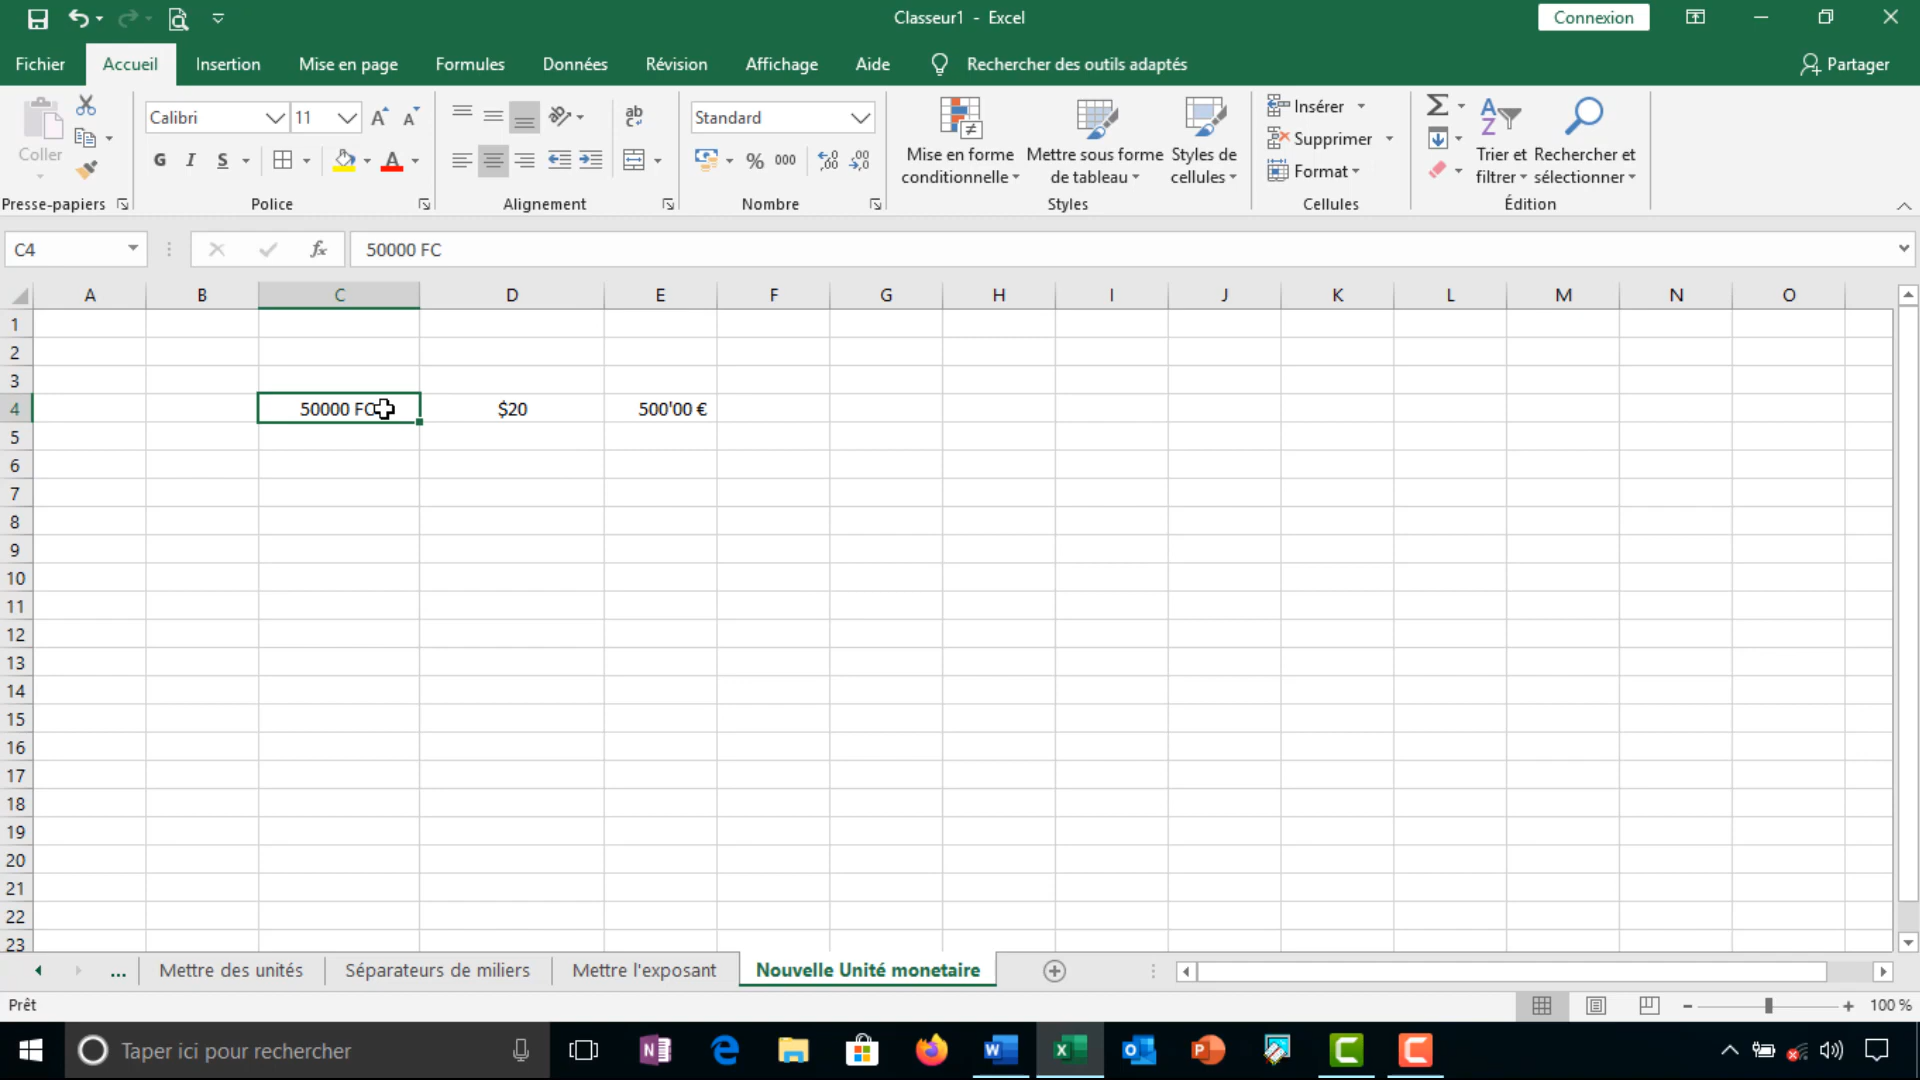 Classeur1 - Excel
Connexion
Fichier Accueil Insertion Mise en page Formules Données Révision Affichage Aide Rechercher des outils adaptés Partager
Coller
Presse-papiers
Calibri 11
G I S A
Police
ab
Alignement
Standard
% 000
Nombre
Mise en forme conditionnelle
Mettre sous forme de tableau
Styles de cellules
Styles
Insérer
Supprimer
Format
Cellules
Trier et filtrer
Rechercher et sélectionner
Édition
C4 fx 50000 FC
A B C D E F G H I J K L M N O
1
2
3
4 50000 FC $20 500'00 €
5
6
7
8
9
10
11
12
13
14
15
16
17
18
19
20
21
22
23
... Mettre des unités Séparateurs de miliers Mettre l'exposant Nouvelle Unité monetaire
Prêt 100 %
Taper ici pour rechercher